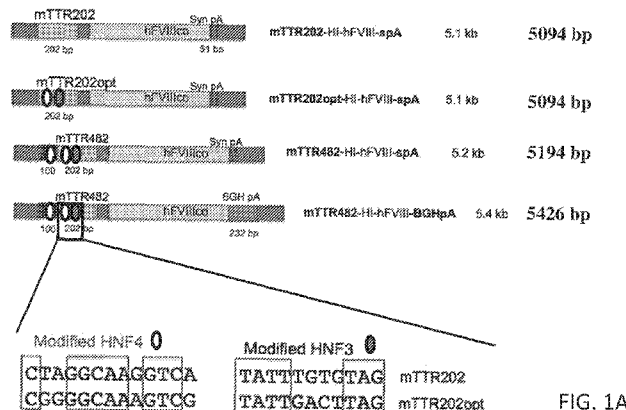 mTTR202 Syn pA
hFVIIIco
202 bp 51 bp
mTTR202-HI-hFVIII-spA 5.1 kb 5094 bp
mTTR202opt Syn pA
hFVIIIco
202 bp
mTTR202opt-HI-hFVIII-spA 5.1 kb 5094 bp
mTTR482 Syn pA
hFVIIIco
100 202 bp
mTTR482-HI-hFVIII-spA 5.2 kb 5194 bp
mTTR482 BGH pA
hFVIIIco
100 202 bp 232 bp
mTTR482-HI-hFVIII-BGHpA 5.4 kb 5426 bp
Modified HNF4 Modified HNF3
CTAGGCAAGGTCA TATTTGTGTAG mTTR202
CGGGGCAAAGTCG TATTGACTTAG mTTR202opt
FIG. 1A